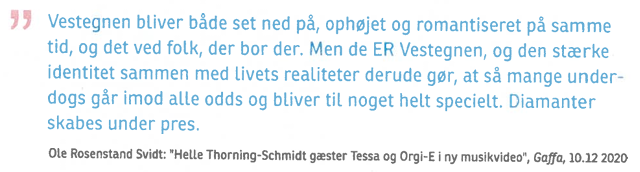 ” Vestegnen bliver både set ned på, ophøjet og romantiseret på samme
tid, og det ved folk, der bor der. Men de ER Vestegnen, og den stærke
identitet sammen med livets realiteter derude gør, at så mange under-
dogs går imod alle odds og bliver til noget helt specielt. Diamanter
skabes under pres.
Ole Rosenstand Svidt: "Helle Thorning-Schmidt gæster Tessa og Orgi-E i ny musikvideo", Gaffa, 10.12 2020